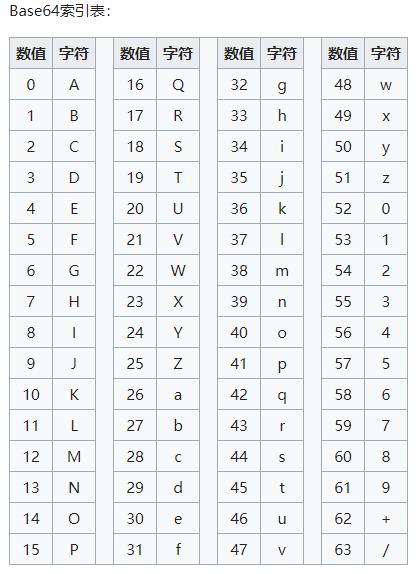 Base64索引表：
数值 字符 数值 字符 数值 字符 数值 字符
0 A 16 Q 32 g 48 w
1 B 17 R 33 h 49 x
2 C 18 S 34 i 50 y
3 D 19 T 35 j 51 z
4 E 20 U 36 k 52 0
5 F 21 V 37 l 53 1
6 G 22 W 38 m 54 2
7 H 23 X 39 n 55 3
8 I 24 Y 40 o 56 4
9 J 25 Z 41 p 57 5
10 K 26 a 42 q 58 6
11 L 27 b 43 r 59 7
12 M 28 c 44 s 60 8
13 N 29 d 45 t 61 9
14 O 30 e 46 u 62 +
15 P 31 f 47 v 63 /